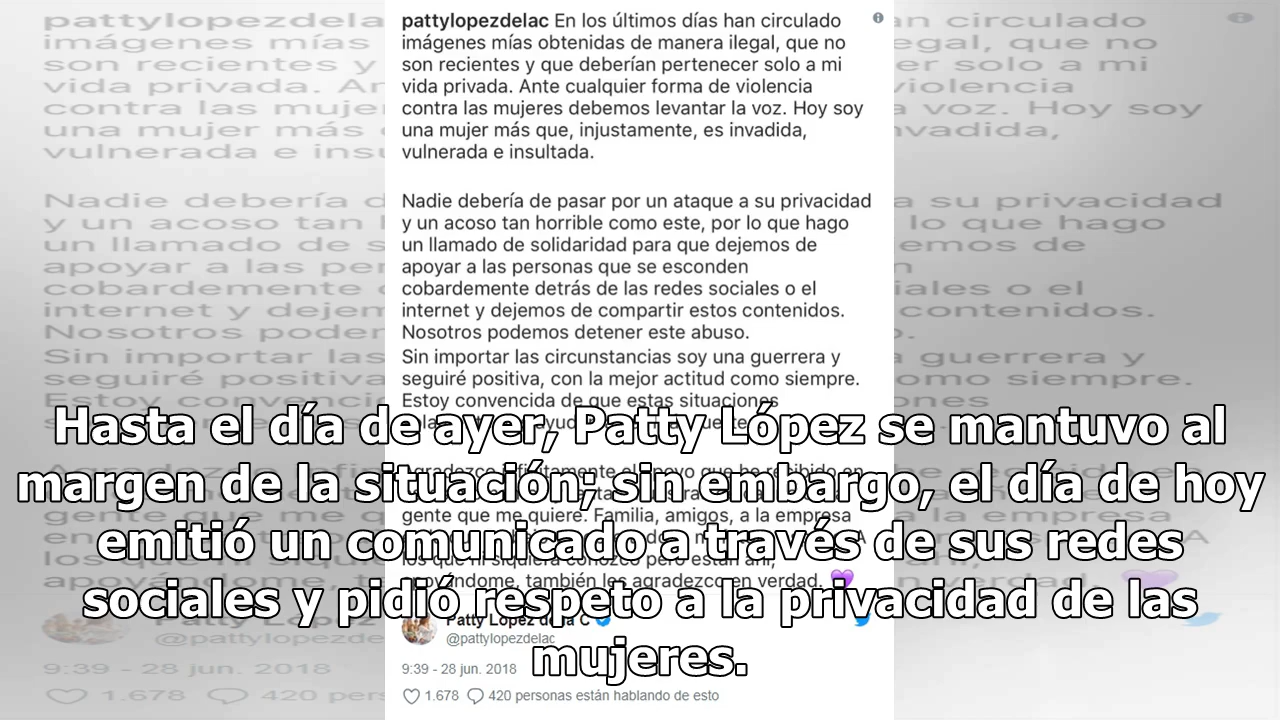 pattylopezdelac En los últimos días han circulado
imágenes mías obtenidas de manera ilegal, que no
son recientes y que deberían pertenecer solo a mi
vida privada. Ante cualquier forma de violencia
contra las mujeres debemos levantar la voz. Hoy soy
una mujer más que, injustamente, es invadida,
vulnerada e insultada.
Nadie debería de pasar por un ataque a su privacidad
y un acoso tan horrible como este, por lo que hago
un llamado de solidaridad para que dejemos de
apoyar a las personas que se esconden
cobardemente detrás de las redes sociales o el
internet y dejemos de compartir estos contenidos.
Nosotros podemos detener este abuso.
Sin importar las circunstancias soy una guerrera y
seguiré positiva, con la mejor actitud como siempre.
Estoy convencida de que estas situaciones
Hasta el día de ayer, Patty López se mantuvo al
margen de la situación; sin embargo, el día de hoy
emitió un comunicado a través de sus redes
sociales y pidió respeto a la privacidad de las
mujeres.
gente que me quiere. Familia, amigos, a la empresa
apoyándome, también les agradezco en verdad. 💜
Patty López de la C
@pattylopezdelac
9:39 - 28 jun. 2018
1.678 420 personas están hablando de esto